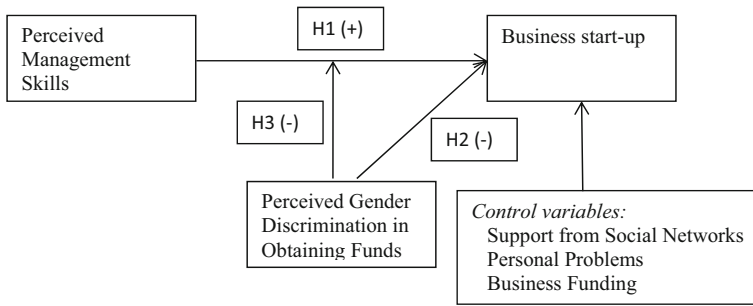 H1 (+)
Perceived
Management
Skills
Business start-up
H3 (-)
H2 (-)
Perceived Gender
Discrimination in
Obtaining Funds
Control variables:
Support from Social Networks
Personal Problems
Business Funding